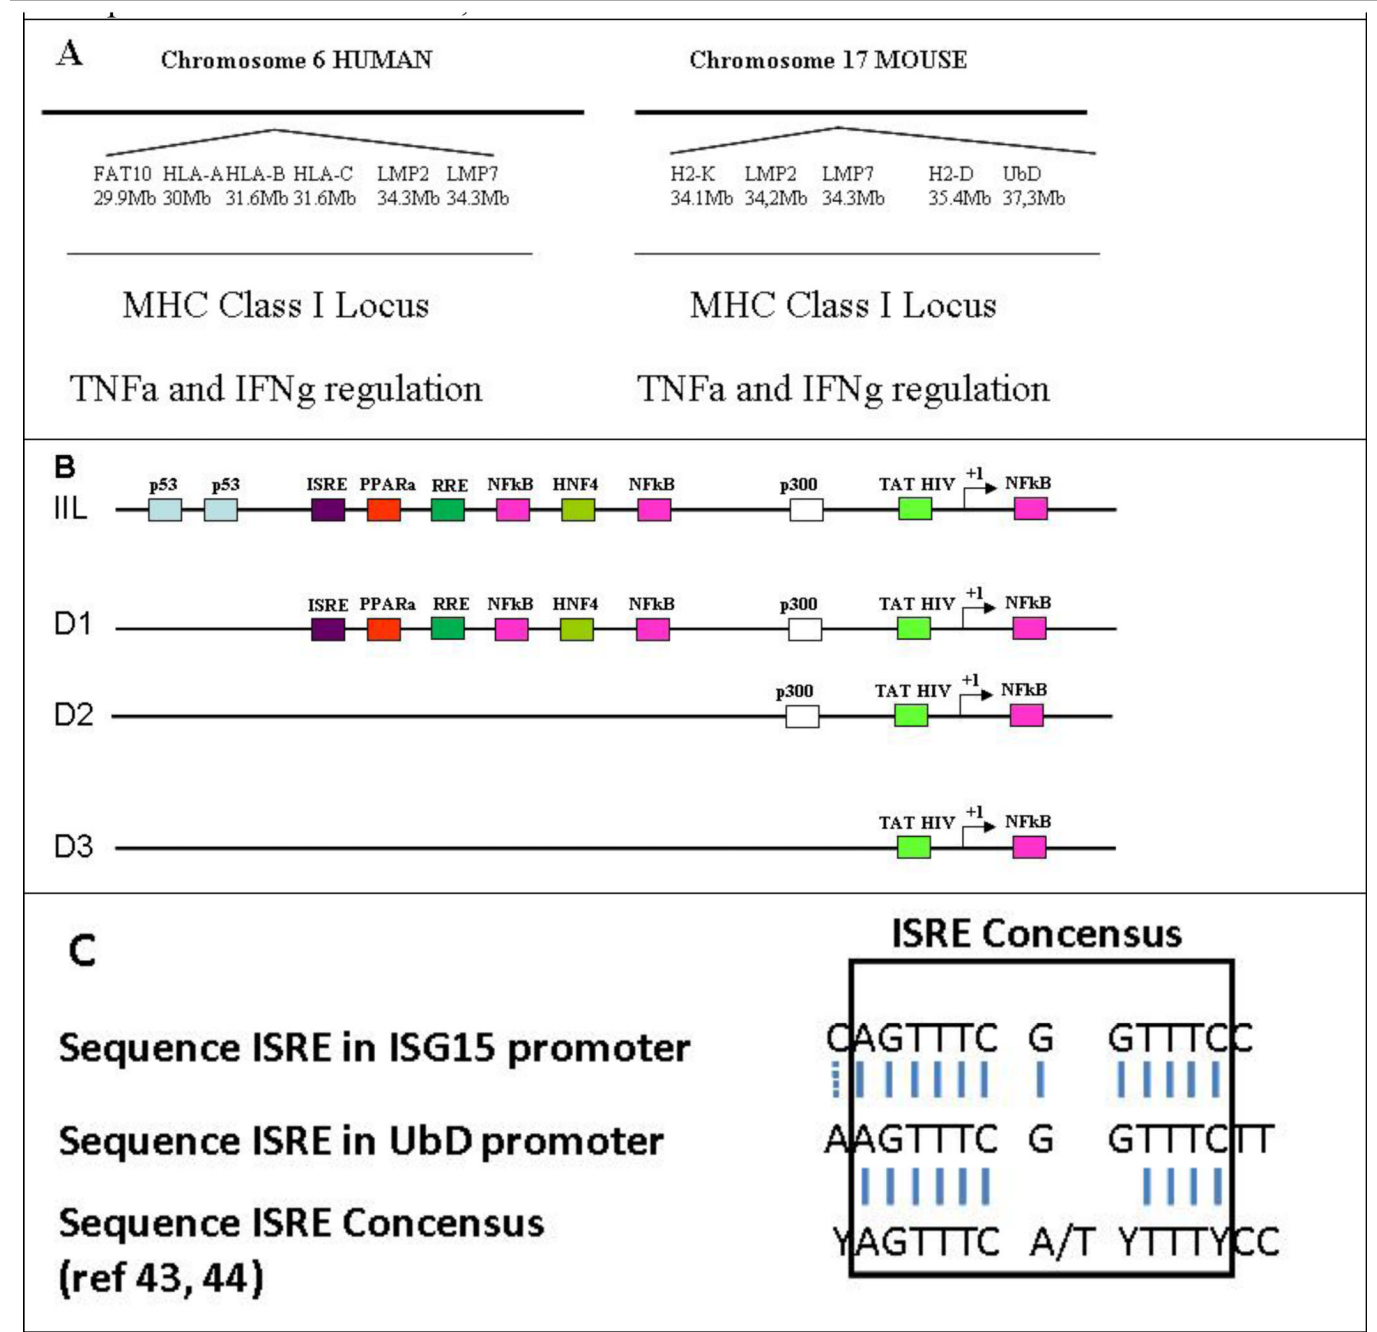 A
Chromosome 6 HUMAN
Chromosome 17 MOUSE
FAT10 HLA-A HLA-B HLA-C LMP2 LMP7
29.9Mb 30Mb 31.6Mb 31.6Mb 34.3Mb 34.3Mb
H2-K LMP2 LMP7 H2-D UbD
34.1Mb 34,2Mb 34.3Mb 35.4Mb 37,3Mb
MHC Class I Locus
MHC Class I Locus
TNFa and IFNg regulation
TNFa and IFNg regulation
B
p53 p53 ISRE PPARa RRE NFkB HNF4 NFkB p300 TAT HIV +1 NFkB
IIL
ISRE PPARa RRE NFkB HNF4 NFkB p300 TAT HIV +1 NFkB
D1
p300 TAT HIV +1 NFkB
D2
TAT HIV +1 NFkB
D3
C
ISRE Concensus
Sequence ISRE in ISG15 promoter
CAGTTTC G GTTTCC
Sequence ISRE in UbD promoter
AAGTTTC G GTTTCTT
Sequence ISRE Concensus
(ref 43, 44)
YAGTTTC A/T YTTTYCC